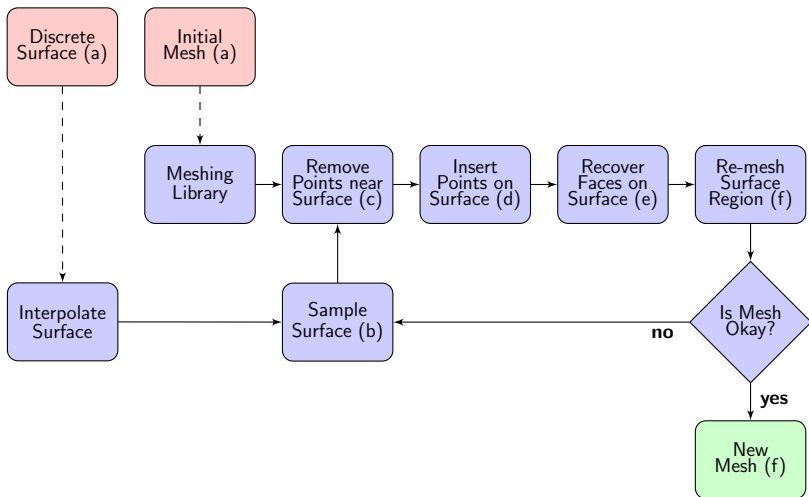 Discrete
Surface (a)
Initial
Mesh (a)
Meshing
Library
Remove
Points near
Surface (c)
Insert
Points on
Surface (d)
Recover
Faces on
Surface (e)
Re-mesh
Surface
Region (f)
Interpolate
Surface
Sample
Surface (b)
Is Mesh
Okay?
no
yes
New
Mesh (f)